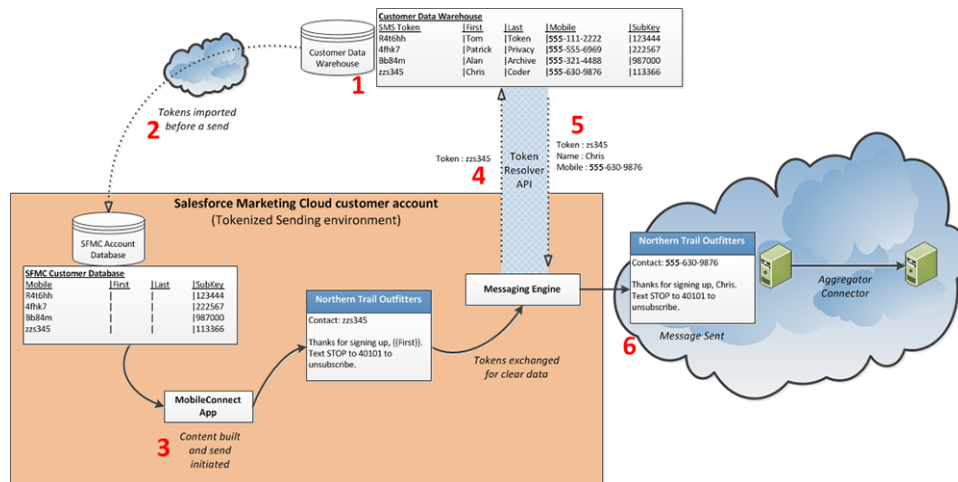 Customer Data Warehouse
SMS Token |First |Last |Mobile |SubKey
R4t6hh |Tom |Token |555-111-2222 |123444
4fhk7 |Patrick |Privacy |555-555-6969 |222567
Bb84m |Alan |Archive |555-321-4488 |987000
zzs345 |Chris |Coder |555-630-9876 |113366
Customer Data
Warehouse
1
Tokens imported
before a send
2
5
Token : zs345
Name : Chris
Mobile : 555-630-9876
Token : zzs345
4
Token
Resolver
API
Salesforce Marketing Cloud customer account
(Tokenized Sending environment)
SFMC Account
Database
SFMC Customer Database
Mobile |First |Last |SubKey
R4t6hh | | |123444
4fhk7 | | |222567
Bb84m | | |987000
zzs345 | | |113366
Northern Trail Outfitters
Contact: zzs345
Thanks for signing up, {{First}}.
Text STOP to 40101 to
unsubscribe.
Messaging Engine
Tokens exchanged
for clear data
MobileConnect
App
3
Content built
and send
initiated
Northern Trail Outfitters
Contact: 555-630-9876
Thanks for signing up, Chris.
Text STOP to 40101 to
unsubscribe.
6
Message Sent
Aggregator
Connector